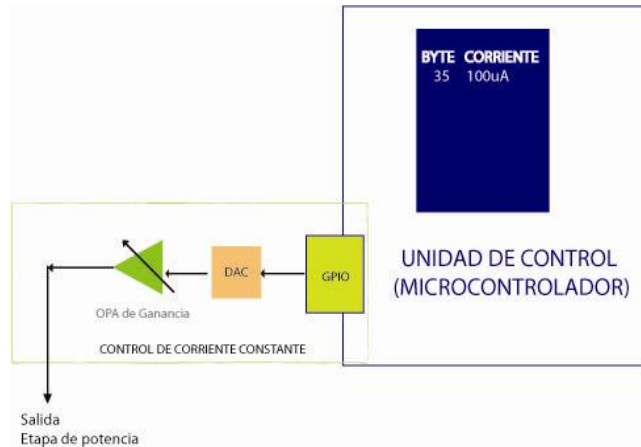 BYTE CORRIENTE
35 100uA
UNIDAD DE CONTROL
(MICROCONTROLADOR)
GPIO
DAC
OPA de Ganancia
CONTROL DE CORRIENTE CONSTANTE
Salida
Etapa de potencia